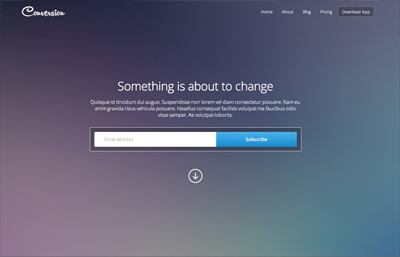 Conversion
Home About Blog Pricing Download App
Something is about to change
Quisque id tincidunt dui augue. Suspendisse non lorem vel diam consectetur posuere. Nam eu
enim gravida risus vehicula posuere. Hasellus consequat facilisis volutpat ma faucibus odio
vitae semper. Ae volutpat lobortis.
Email address Subscribe